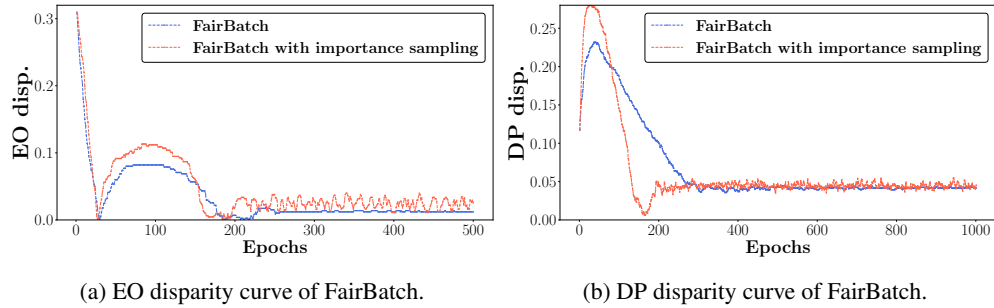 0.3
0.2
0.1
0.0
EO disp.
FairBatch
FairBatch with importance sampling
0 100 200 300 400 500
Epochs
(a) EO disparity curve of FairBatch.
0.25
0.20
0.15
0.10
0.05
0.00
DP disp.
FairBatch
FairBatch with importance sampling
0 200 400 600 800 1000
Epochs
(b) DP disparity curve of FairBatch.